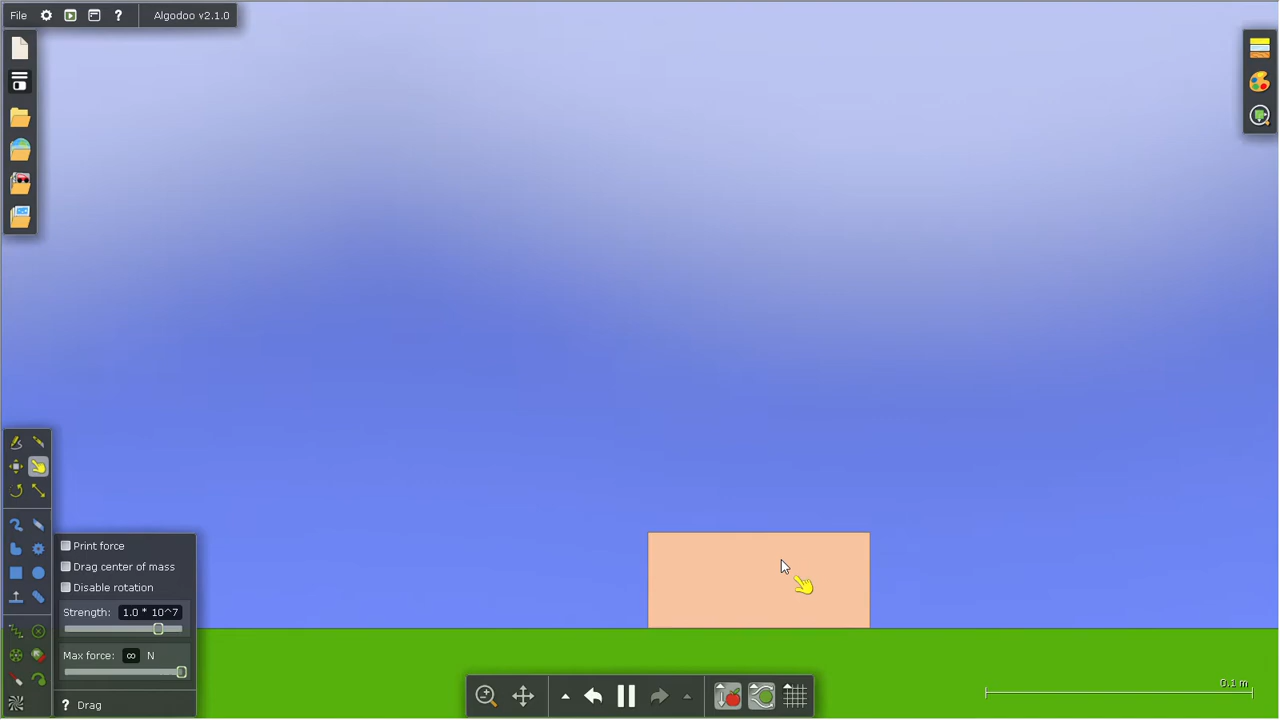 File ? Algodoo v2.1.0
Print force
Drag center of mass
Disable rotation
Strength: 1.0 * 10^7
Max force: ∞ N
? Drag
0.1 m